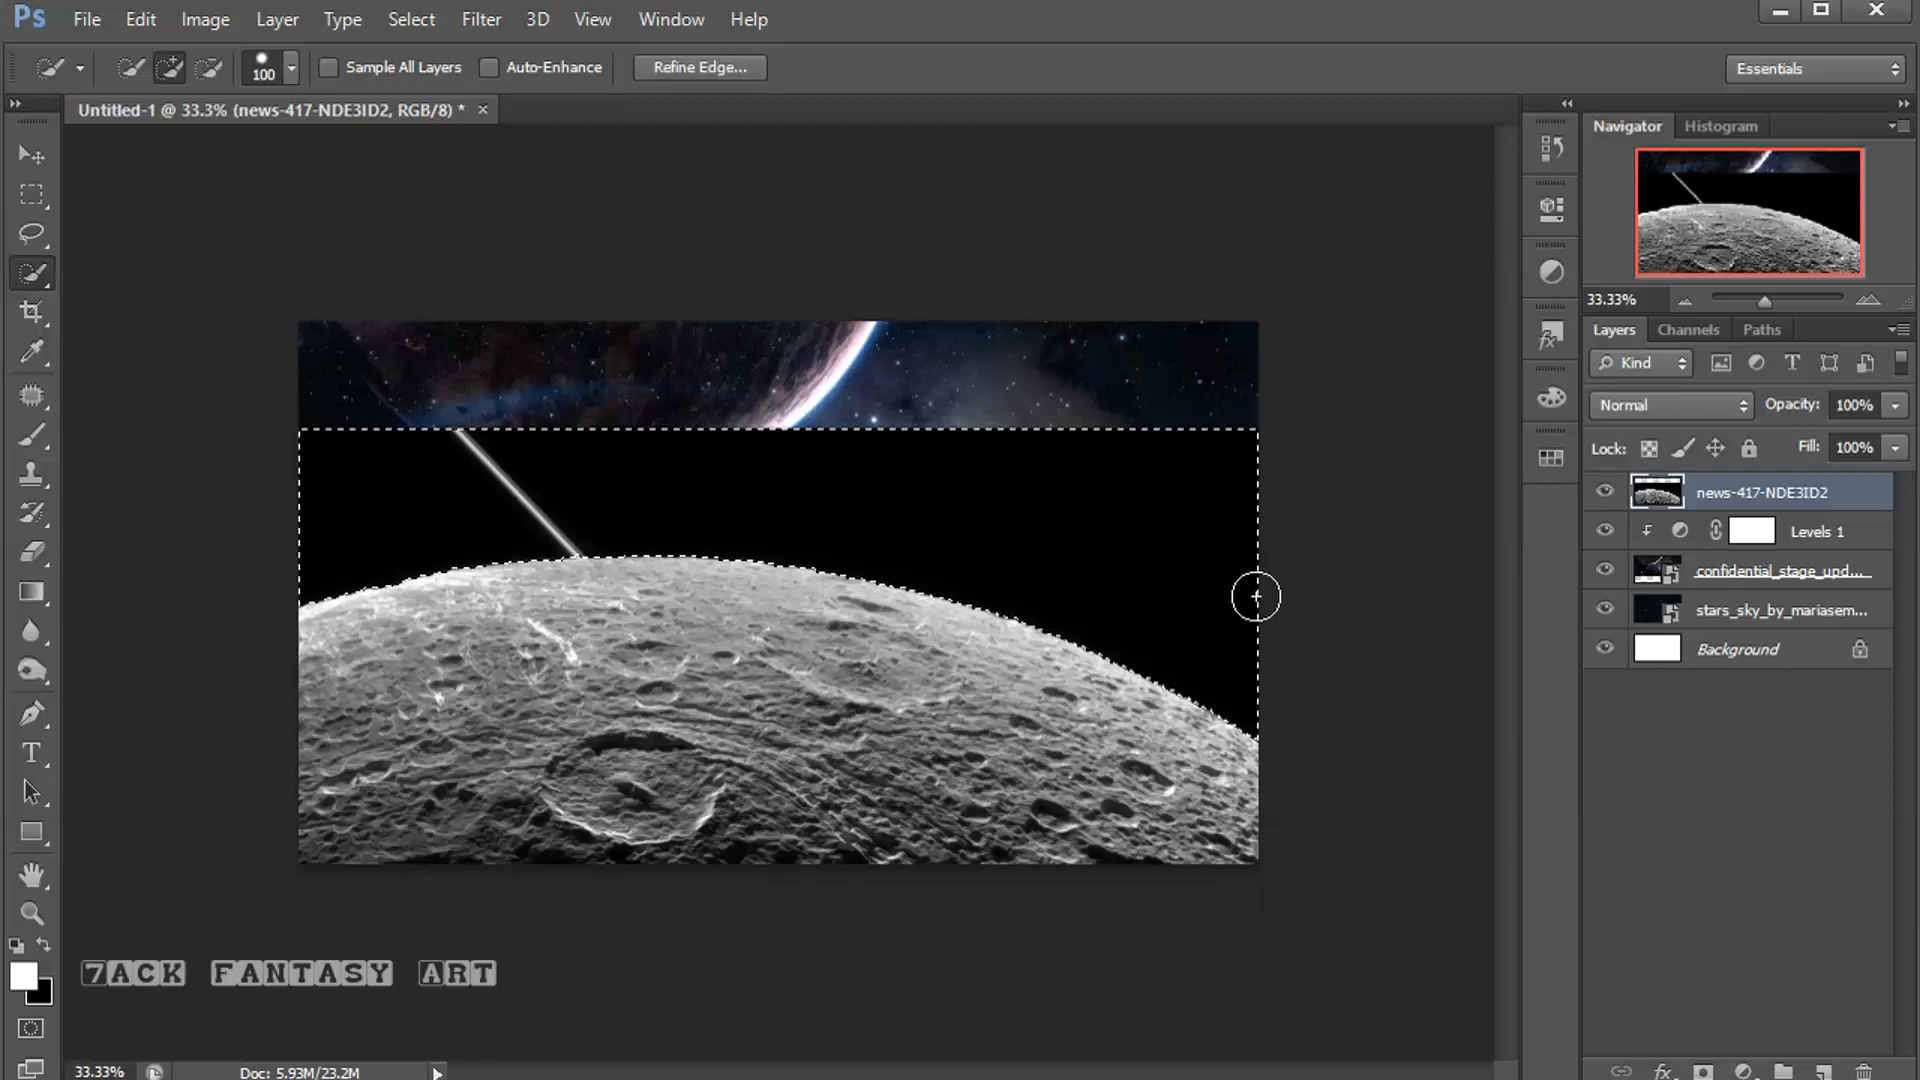 Ps File Edit Image Layer Type Select Filter 3D View Window Help
100 Sample All Layers Auto-Enhance Refine Edge... Essentials
Untitled-1 @ 33.3% (news-417-NDE3ID2, RGB/8) * ×
Navigator Histogram
33.33%
Layers Channels Paths
Kind
Normal Opacity: 100%
Lock: Fill: 100%
news-417-NDE3ID2
Levels 1
confidential_stage_upd...
stars_sky_by_mariasem...
Background
7ACK FANTASY ART
33.33% Doc: 5.93M/23.2M